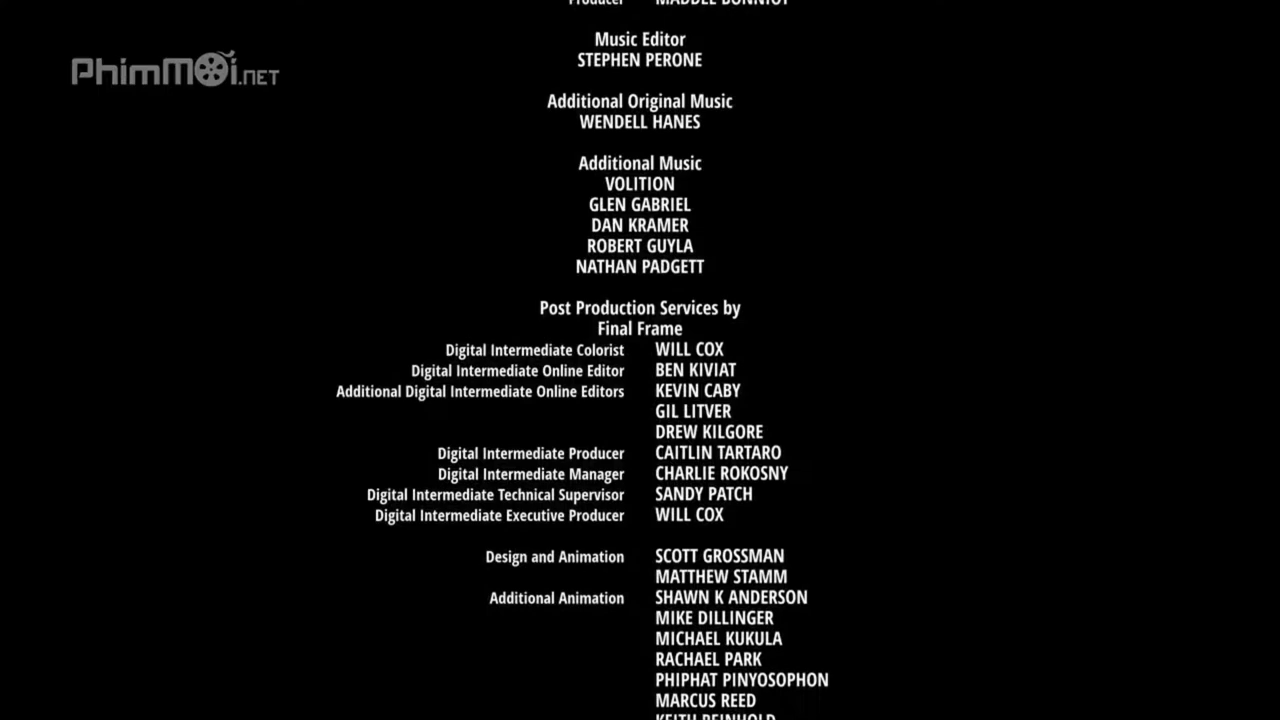 Producer
PhimMới.NET
Music Editor
STEPHEN PERONE
Additional Original Music
WENDELL HANES
Additional Music
VOLITION
GLEN GABRIEL
DAN KRAMER
ROBERT GUYLA
NATHAN PADGETT
Post Production Services by
Final Frame
Digital Intermediate Colorist WILL COX
Digital Intermediate Online Editor BEN KIVIAT
Additional Digital Intermediate Online Editors KEVIN CABY
GIL LITVER
DREW KILGORE
Digital Intermediate Producer CAITLIN TARTARO
Digital Intermediate Manager CHARLIE ROKOSNY
Digital Intermediate Technical Supervisor SANDY PATCH
Digital Intermediate Executive Producer WILL COX
Design and Animation SCOTT GROSSMAN
MATTHEW STAMM
Additional Animation SHAWN K ANDERSON
MIKE DILLINGER
MICHAEL KUKULA
RACHAEL PARK
PHIPHAT PINYOSOPHON
MARCUS REED